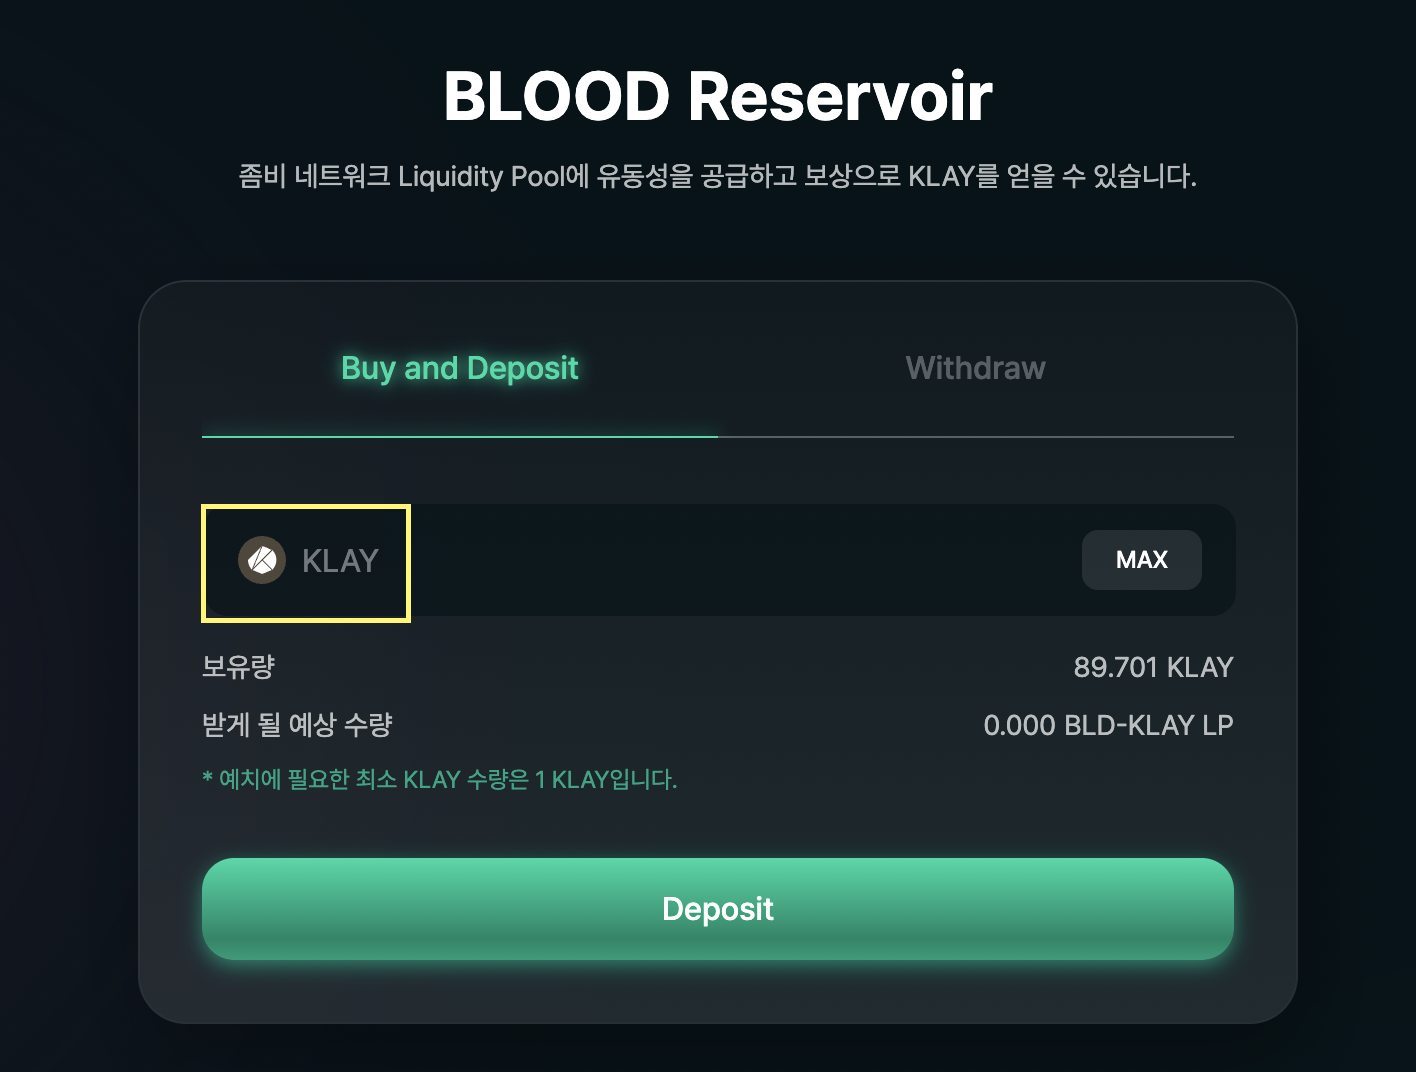 BLOOD Reservoir
좀비 네트워크 Liquidity Pool에 유동성을 공급하고 보상으로 KLAY를 얻을 수 있습니다.
Buy and Deposit
Withdraw
KLAY
MAX
보유량
89.701 KLAY
받게 될 예상 수량
0.000 BLD-KLAY LP
* 예치에 필요한 최소 KLAY 수량은 1 KLAY입니다.
Deposit